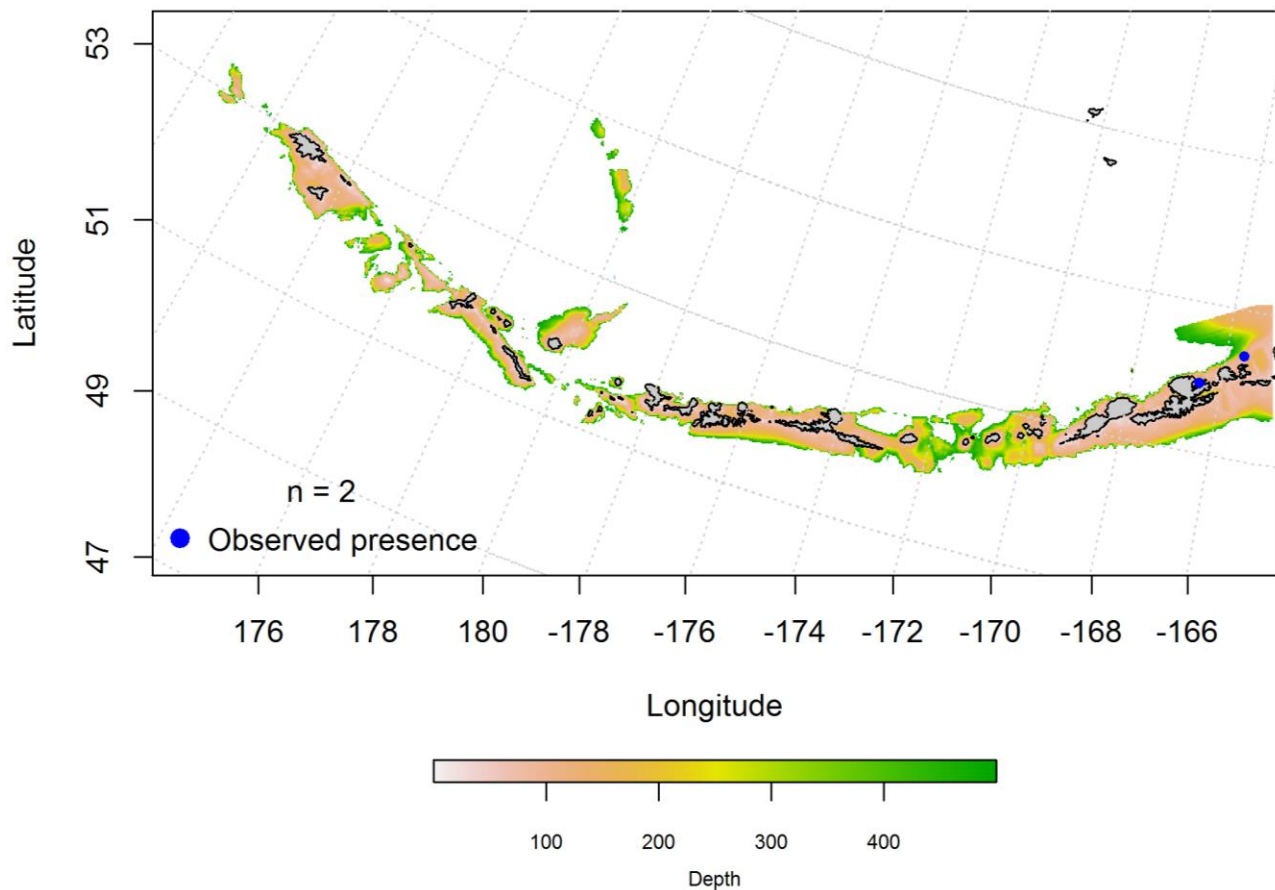 53
51
49
47
Latitude
n = 2
Observed presence
176 178 180 -178 -176 -174 -172 -170 -168 -166
Longitude
100 200 300 400
Depth